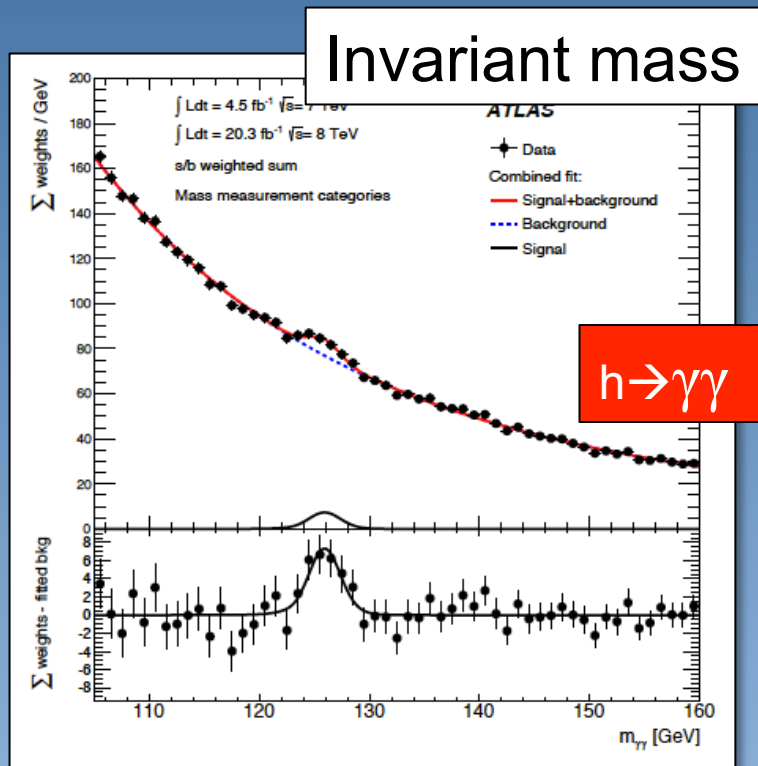 Invariant mass
∑ weights / GeV
200
180
160
140
120
100
80
60
40
20
0
∫ Ldt = 4.5 fb⁻¹ √s= 7 TeV
∫ Ldt = 20.3 fb⁻¹ √s= 8 TeV
s/b weighted sum
Mass measurement categories
ATLAS
Data
Combined fit:
Signal+background
Background
Signal
h→γγ
∑ weights - fitted bkg
8
6
4
2
0
-2
-4
-6
-8
110 120 130 140 150 160
mγγ [GeV]